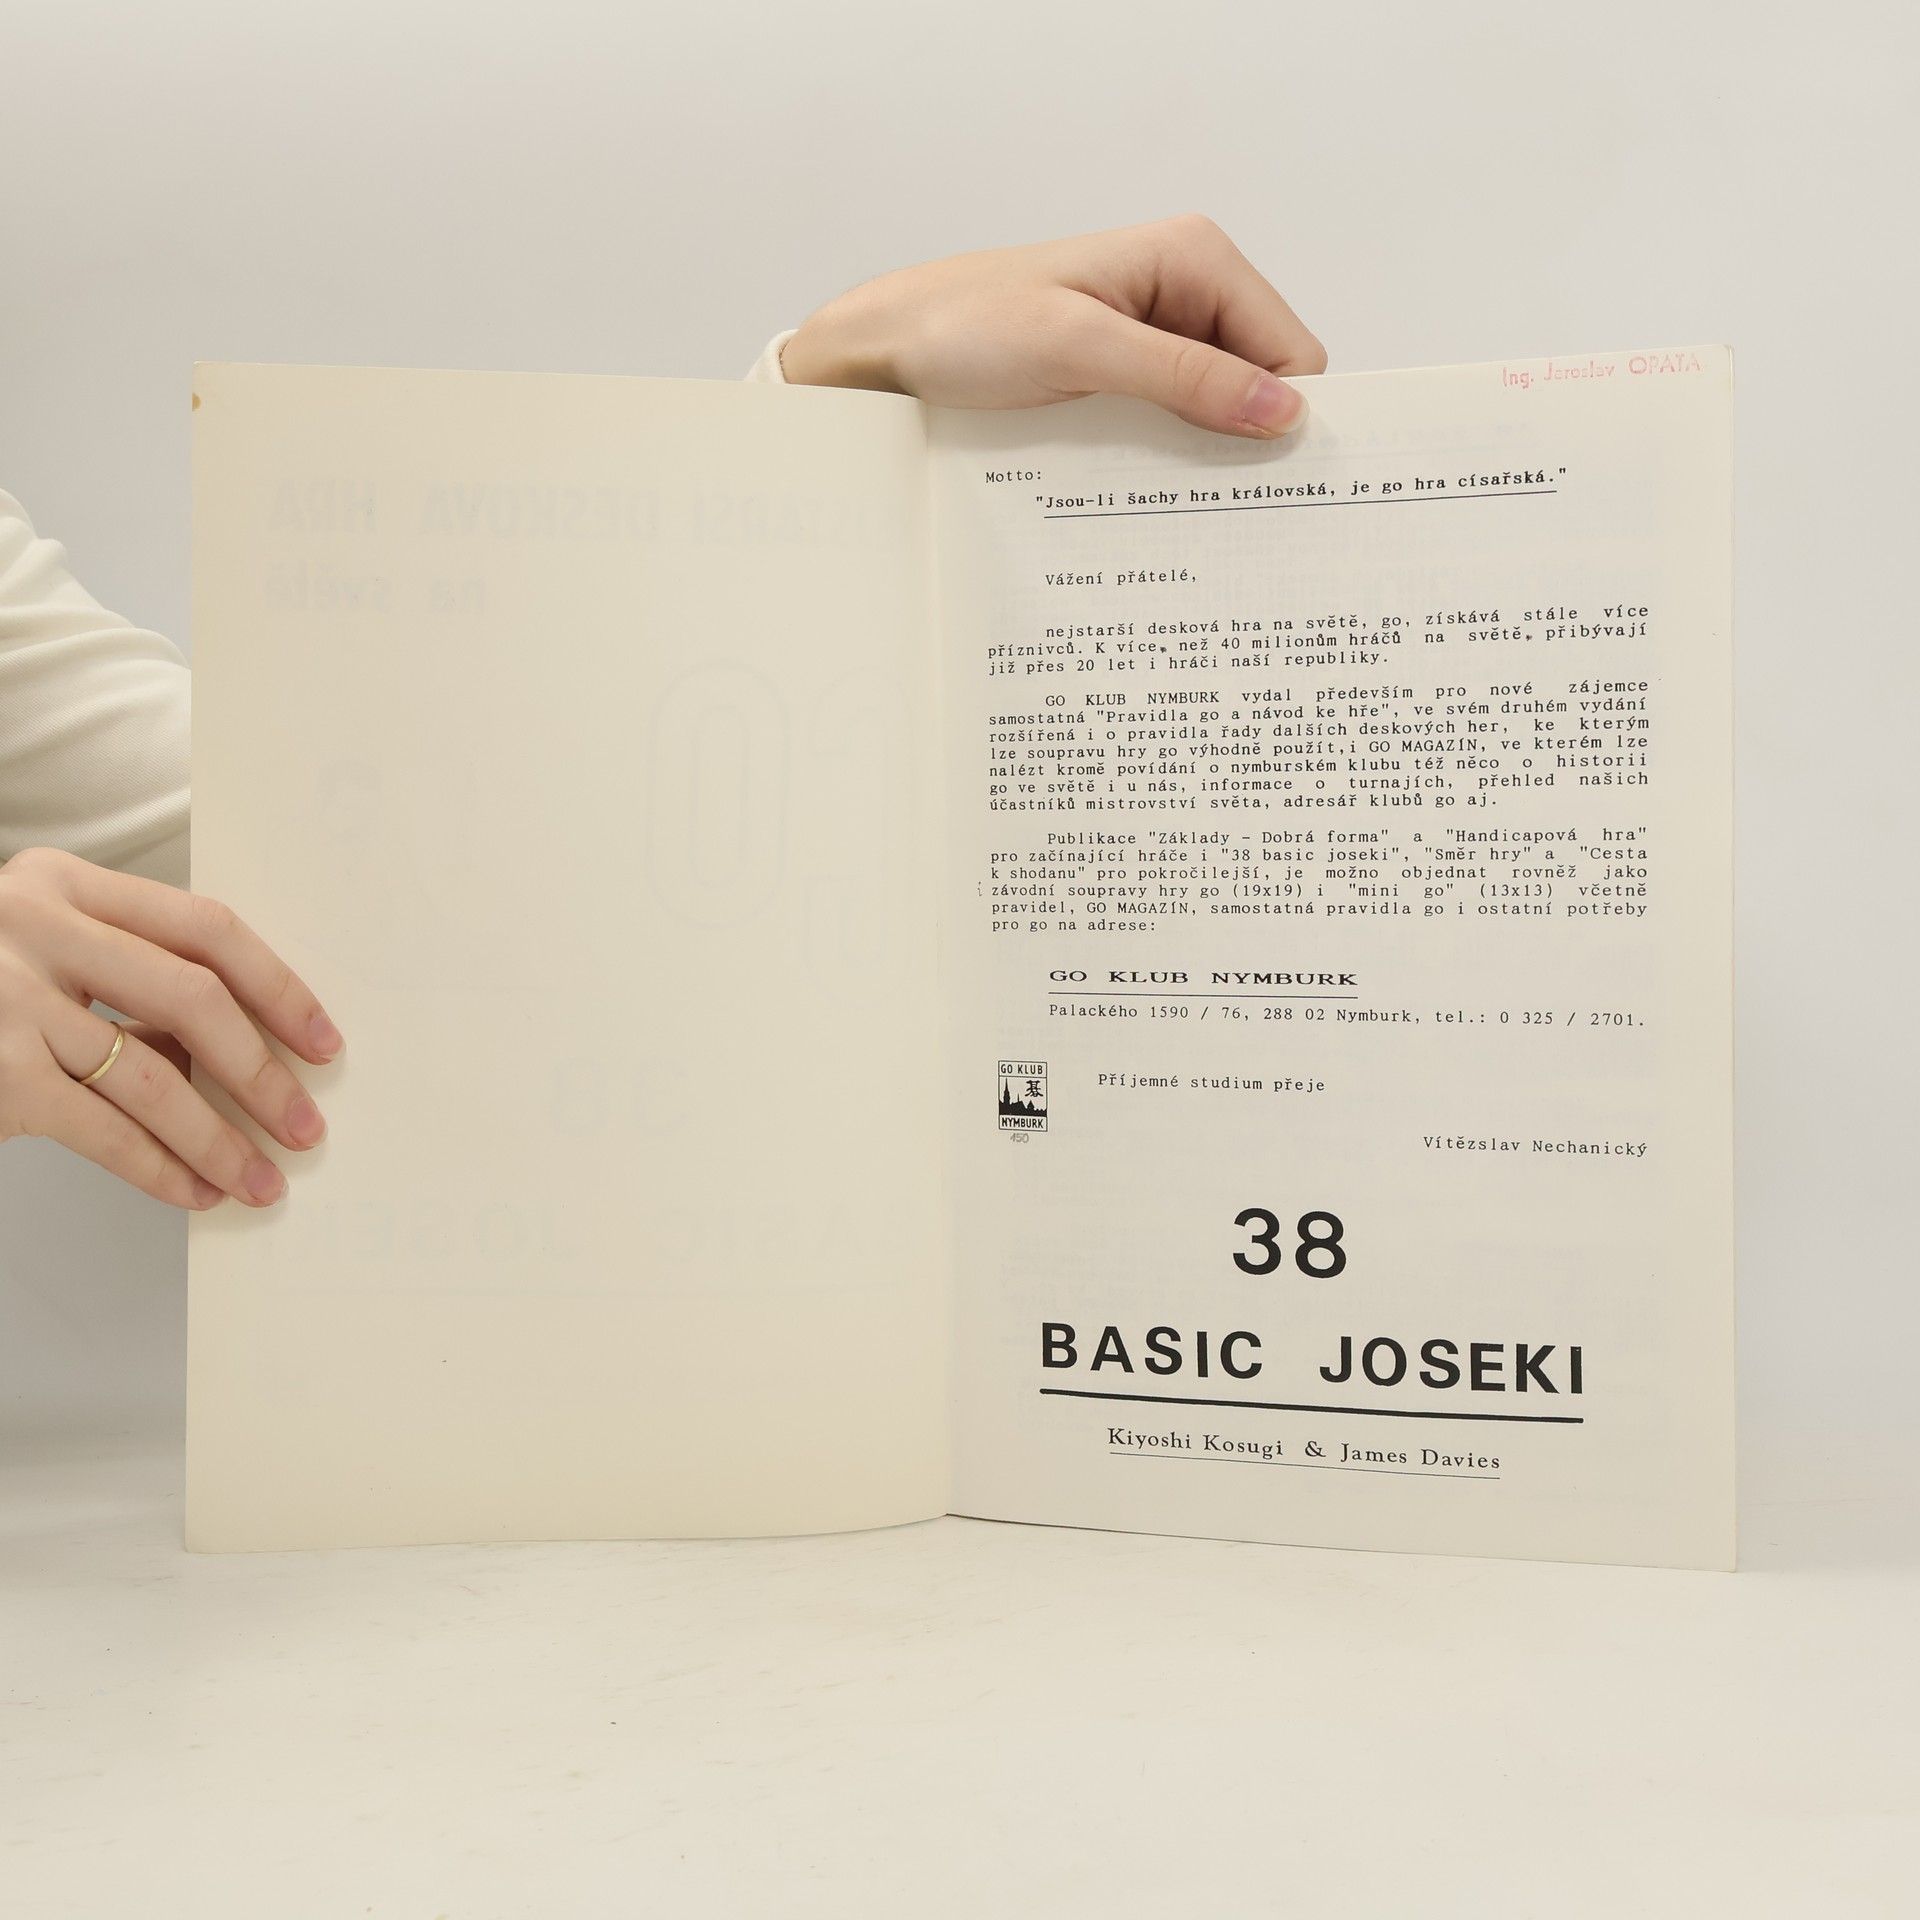 Ing. Jaroslav OPATA
Motto:
"Jsou-li šachy hra královská, je go hra císařská."
Vážení přátelé,
nejstarší desková hra na světě, go, získává stále více
příznivců. K více, než 40 milionům hráčů na světě, přibývají
již přes 20 let i hráči naší republiky.
GO KLUB NYMBURK vydal především pro nové zájemce
samostatná "Pravidla go a návod ke hře", ve svém druhém vydání
rozšířená i o pravidla řady dalších deskových her, ke kterým
lze soupravu hry go výhodně použít,i GO MAGAZÍN, ve kterém lze
nalézt kromě povídání o nymburském klubu též něco o historii
go ve světě i u nás, informace o turnajích, přehled našich
účastníků mistrovství světa, adresář klubů go aj.
Publikace "Základy - Dobrá forma" a "Handicapová hra"
pro začínající hráče i "38 basic joseki", "Směr hry" a "Cesta
k shodanu" pro pokročilejší, je možno objednat rovněž jako
i závodní soupravy hry go (19x19) i "mini go" (13x13) včetně
pravidel, GO MAGAZÍN, samostatná pravidla go i ostatní potřeby
pro go na adrese:
GO KLUB NYMBURK
Palackého 1590 / 76, 288 02 Nymburk, tel.: 0 325 / 2701.
GO KLUB
碁
NYMBURK
450
Příjemné studium přeje
Vítězslav Nechanický
38
BASIC JOSEKI
Kiyoshi Kosugi & James Davies